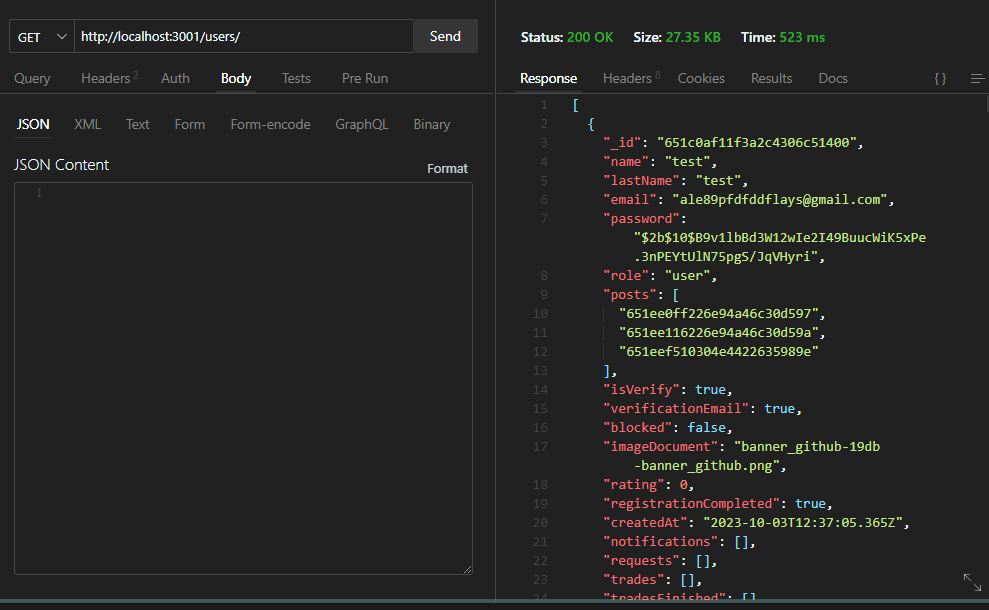 GET http://localhost:3001/users/ Send
Query Headers 2 Auth Body Tests Pre Run
JSON XML Text Form Form-encode GraphQL Binary
JSON Content Format
1
Status: 200 OK Size: 27.35 KB Time: 523 ms
Response Headers 8 Cookies Results Docs {}
1 [
2 {
3 "_id": "651c0af11f3a2c4306c51400",
4 "name": "test",
5 "lastName": "test",
6 "email": "ale89pfdfddflays@gmail.com",
7 "password":
"$2b$10$B9v1lbBd3W12wIe2I49BuucWiK5xPe
.3nPEYtUlN75pgS/JqVHyri",
8 "role": "user",
9 "posts": [
10 "651ee0ff226e94a46c30d597",
11 "651ee116226e94a46c30d59a",
12 "651eef510304e4422635989e"
13 ],
14 "isVerify": true,
15 "verificationEmail": true,
16 "blocked": false,
17 "imageDocument": "banner_github-19db
-banner_github.png",
18 "rating": 0,
19 "registrationCompleted": true,
20 "createdAt": "2023-10-03T12:37:05.365Z",
21 "notifications": [],
22 "requests": [],
23 "trades": [],
24 "tradesFinished": []